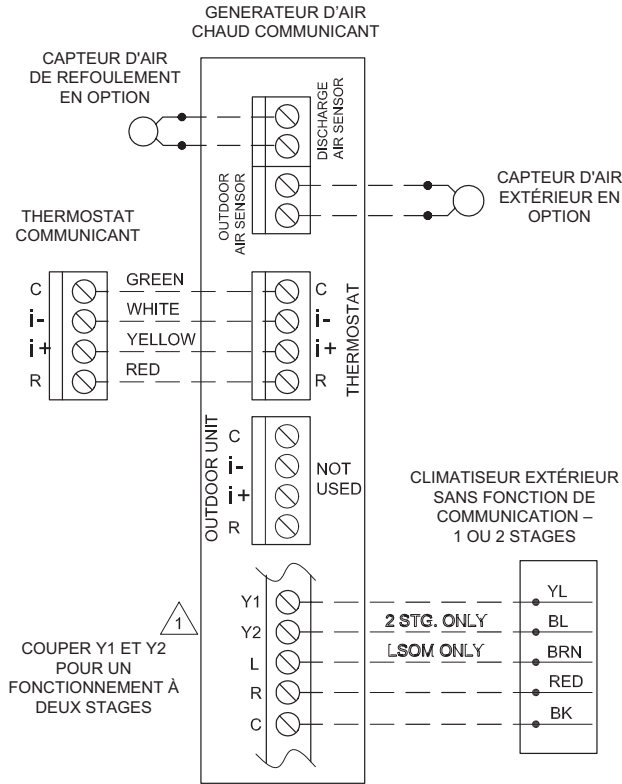 GENERATEUR D'AIR
CHAUD COMMUNICANT
CAPTEUR D'AIR
DE REFOULEMENT
EN OPTION
DISCHARGE
AIR SENSOR
OUTDOOR
AIR SENSOR
CAPTEUR D'AIR
EXTÉRIEUR EN
OPTION
THERMOSTAT
COMMUNICANT
C
i-
i+
R
GREEN
WHITE
YELLOW
RED
C
i-
i+
R
THERMOSTAT
OUTDOOR UNIT
C
i-
i+
R
NOT
USED
CLIMATISEUR EXTÉRIEUR
SANS FONCTION DE
COMMUNICATION –
1 OU 2 STAGES
1
COUPER Y1 ET Y2
POUR UN
FONCTIONNEMENT À
DEUX STAGES
Y1
Y2
L
R
C
2 STG. ONLY
LSOM ONLY
YL
BL
BRN
RED
BK